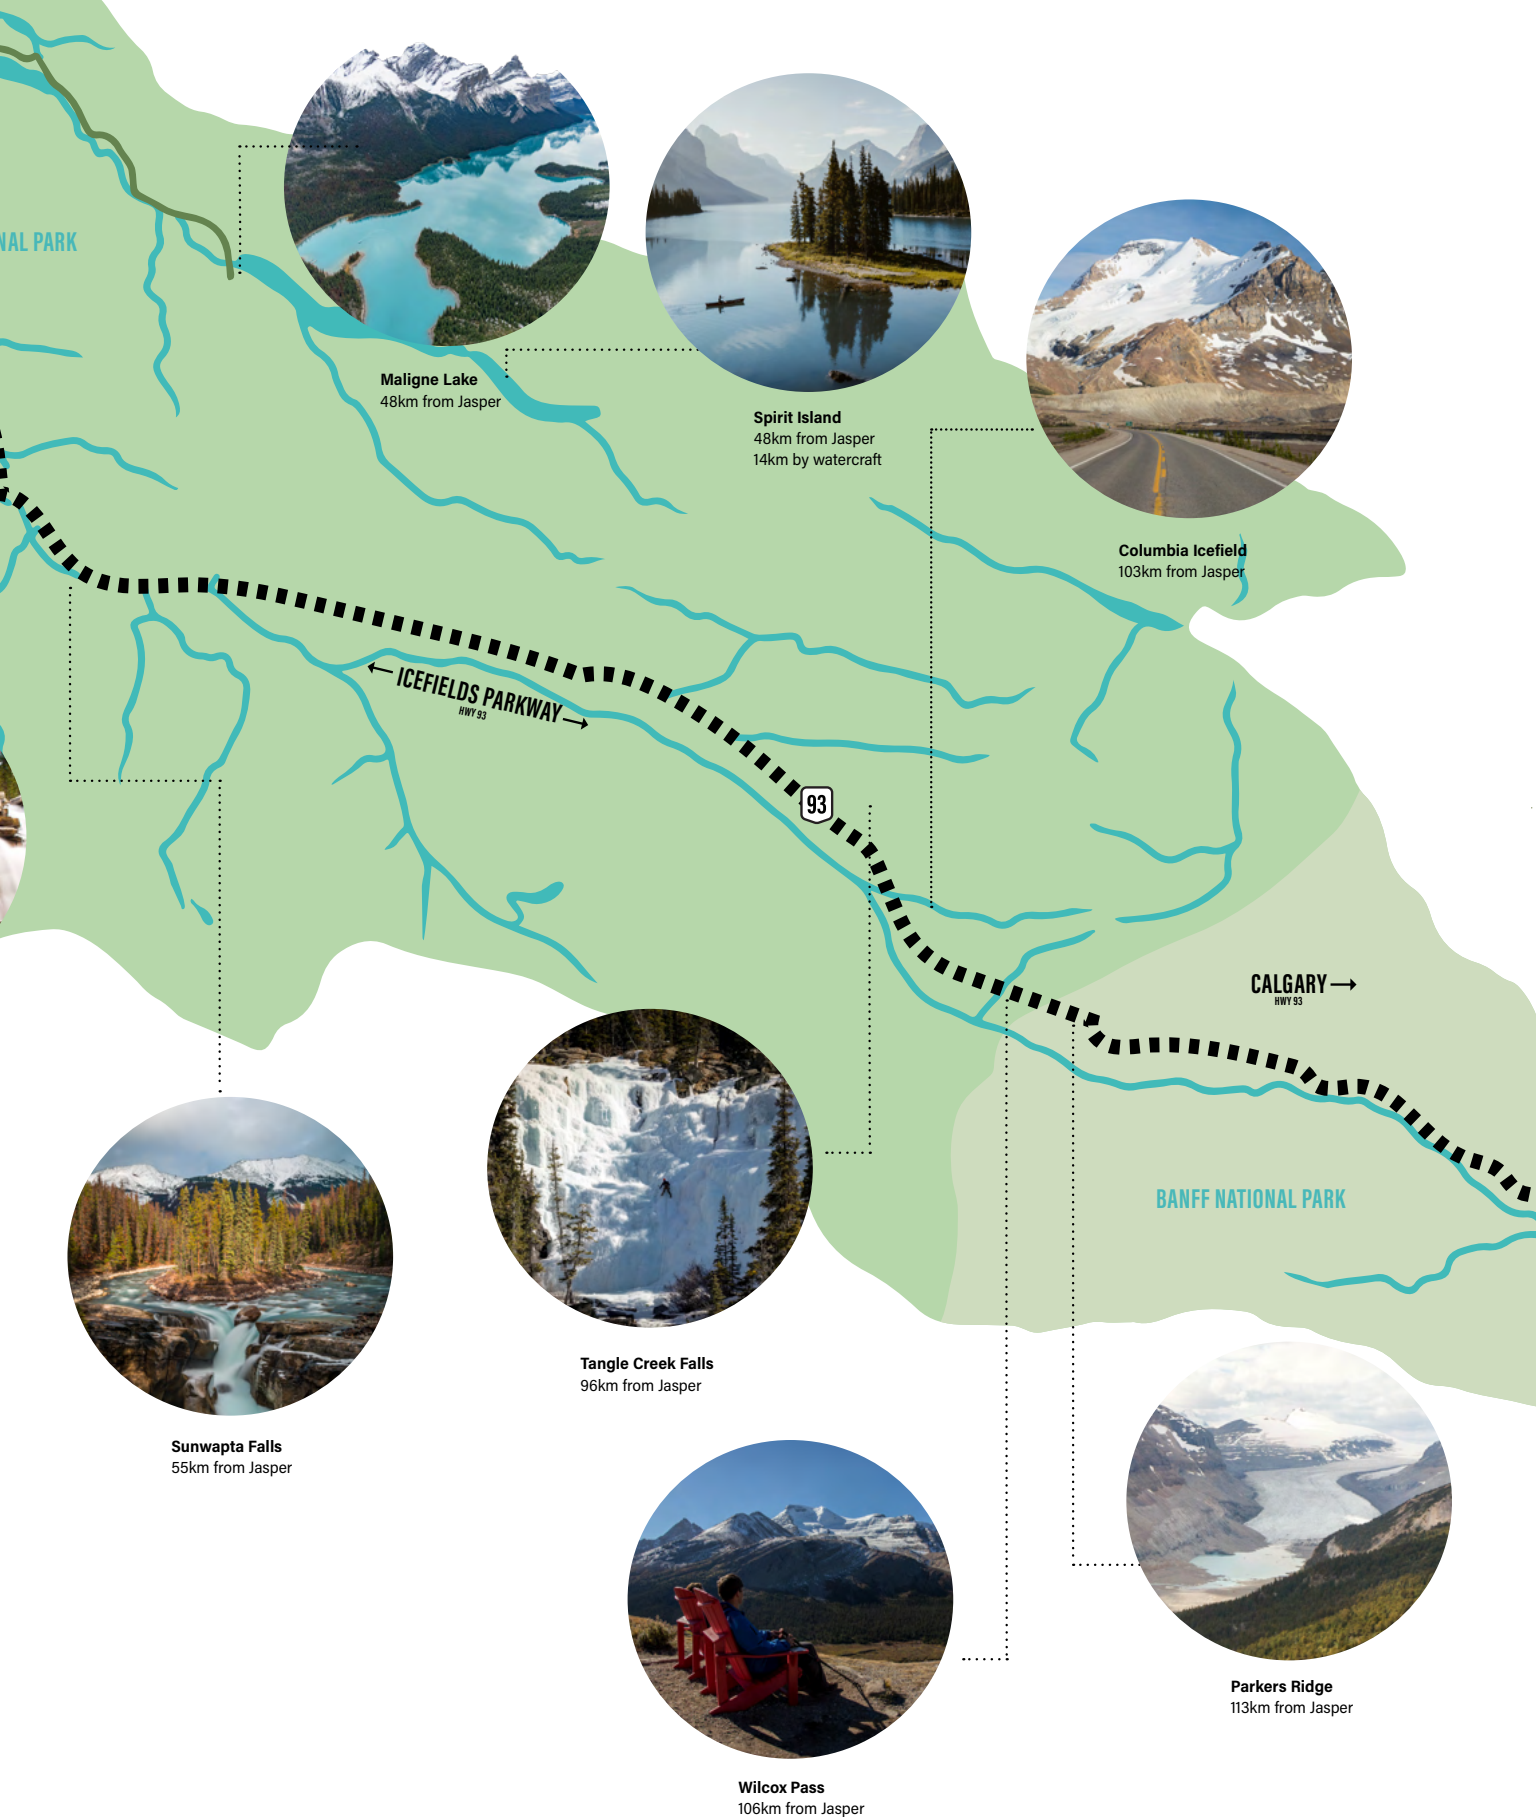 NAL PARK
Maligne Lake
48km from Jasper
Spirit Island
48km from Jasper
14km by watercraft
Columbia Icefield
103km from Jasper
ICEFIELDS PARKWAY
HWY 93
93
CALGARY
HWY 93
BANFF NATIONAL PARK
Tangle Creek Falls
96km from Jasper
Sunwapta Falls
55km from Jasper
Parkers Ridge
113km from Jasper
Wilcox Pass
106km from Jasper